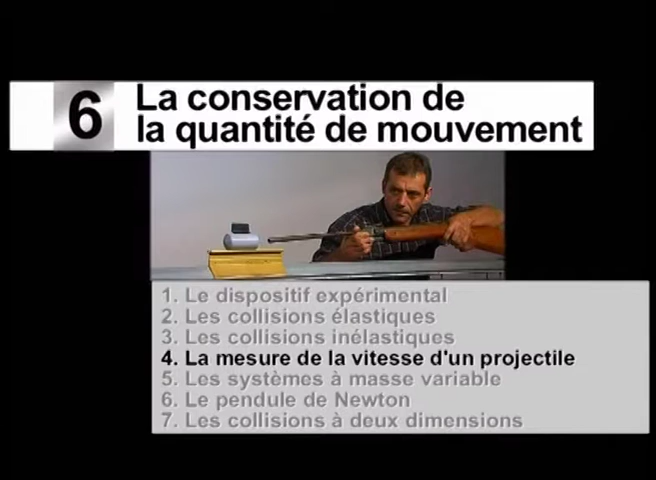 6
La conservation de
la quantité de mouvement
1. Le dispositif expérimental
2. Les collisions élastiques
3. Les collisions inélastiques
4. La mesure de la vitesse d'un projectile
5. Les systèmes à masse variable
6. Le pendule de Newton
7. Les collisions à deux dimensions